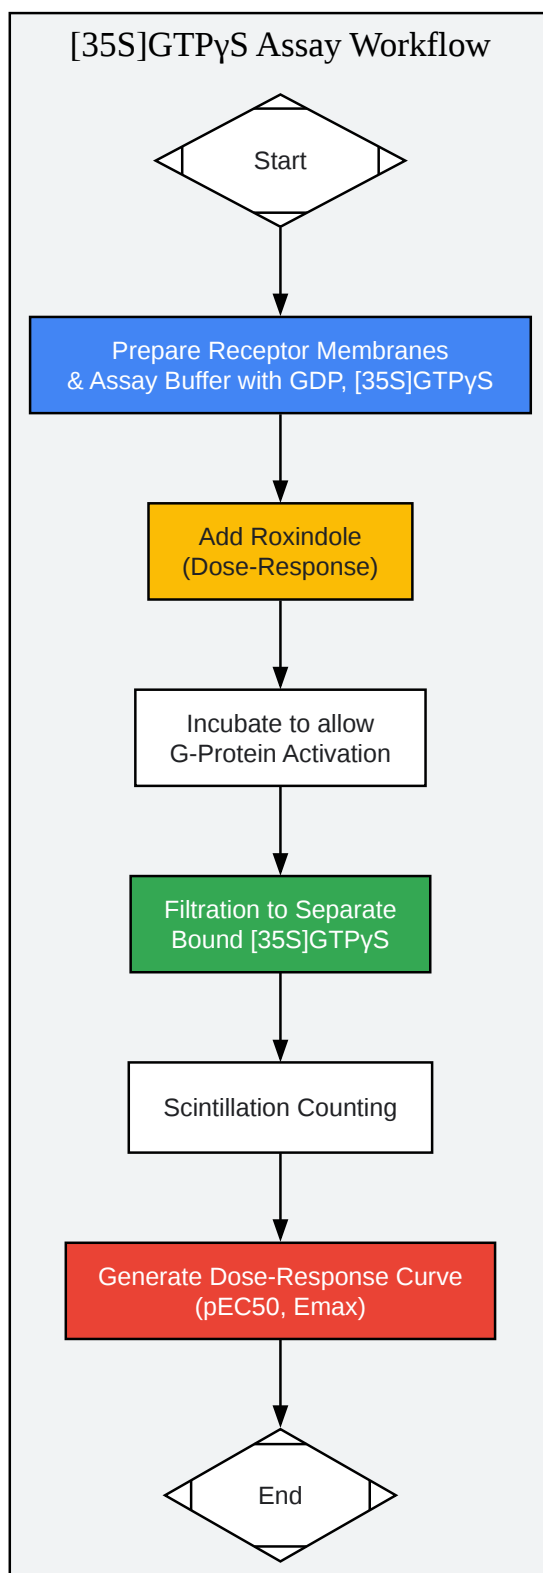 [35S]GTPγS Assay Workflow
Start
Prepare Receptor Membranes
& Assay Buffer with GDP, [35S]GTPγS
Add Roxindole
(Dose-Response)
Incubate to allow
G-Protein Activation
Filtration to Separate
Bound [35S]GTPγS
Scintillation Counting
Generate Dose-Response Curve
(pEC50, Emax)
End